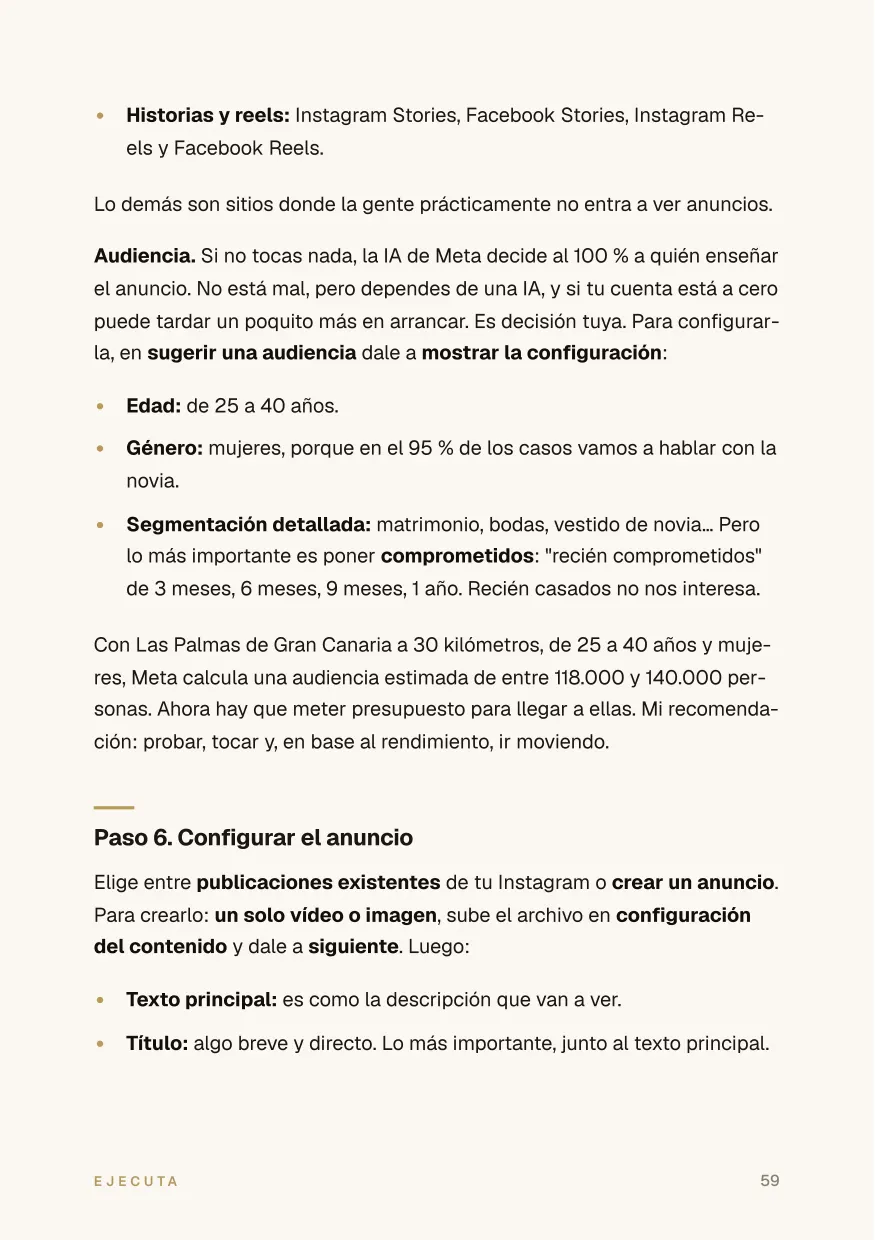 • Historias y reels: Instagram Stories, Facebook Stories, Instagram Re-
els y Facebook Reels.
Lo demás son sitios donde la gente prácticamente no entra a ver anuncios.
Audiencia. Si no tocas nada, la IA de Meta decide al 100 % a quién enseñar
el anuncio. No está mal, pero dependes de una IA, y si tu cuenta está a cero
puede tardar un poquito más en arrancar. Es decisión tuya. Para configurar-
la, en sugerir una audiencia dale a mostrar la configuración:
• Edad: de 25 a 40 años.
• Género: mujeres, porque en el 95 % de los casos vamos a hablar con la
novia.
• Segmentación detallada: matrimonio, bodas, vestido de novia… Pero
lo más importante es poner comprometidos: "recién comprometidos"
de 3 meses, 6 meses, 9 meses, 1 año. Recién casados no nos interesa.
Con Las Palmas de Gran Canaria a 30 kilómetros, de 25 a 40 años y muje-
res, Meta calcula una audiencia estimada de entre 118.000 y 140.000 per-
sonas. Ahora hay que meter presupuesto para llegar a ellas. Mi recomenda-
ción: probar, tocar y, en base al rendimiento, ir moviendo.
Paso 6. Configurar el anuncio
Elige entre publicaciones existentes de tu Instagram o crear un anuncio.
Para crearlo: un solo vídeo o imagen, sube el archivo en configuración
del contenido y dale a siguiente. Luego:
• Texto principal: es como la descripción que van a ver.
• Título: algo breve y directo. Lo más importante, junto al texto principal.
EJECUTA
59